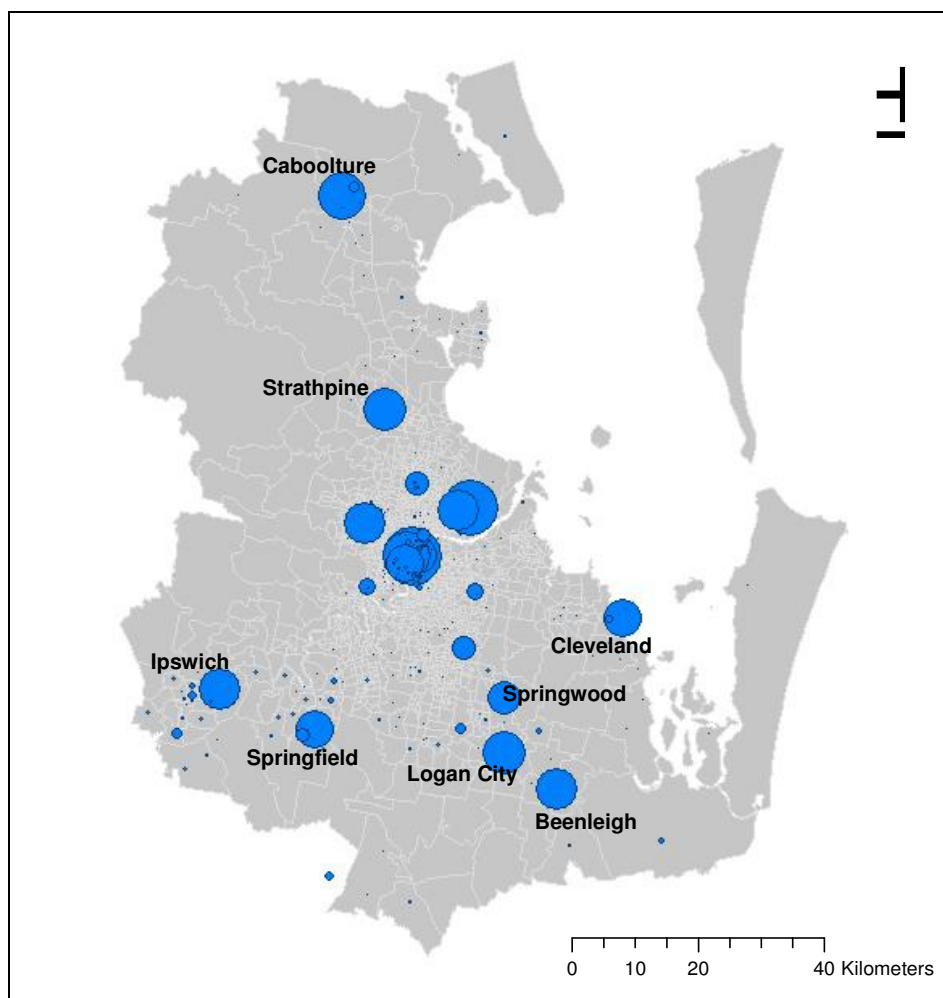 Caboolture
Strathpine
Cleveland
Ipswich
Springwood
Springfield
Logan City
Beenleigh
0 10 20 40 Kilometers